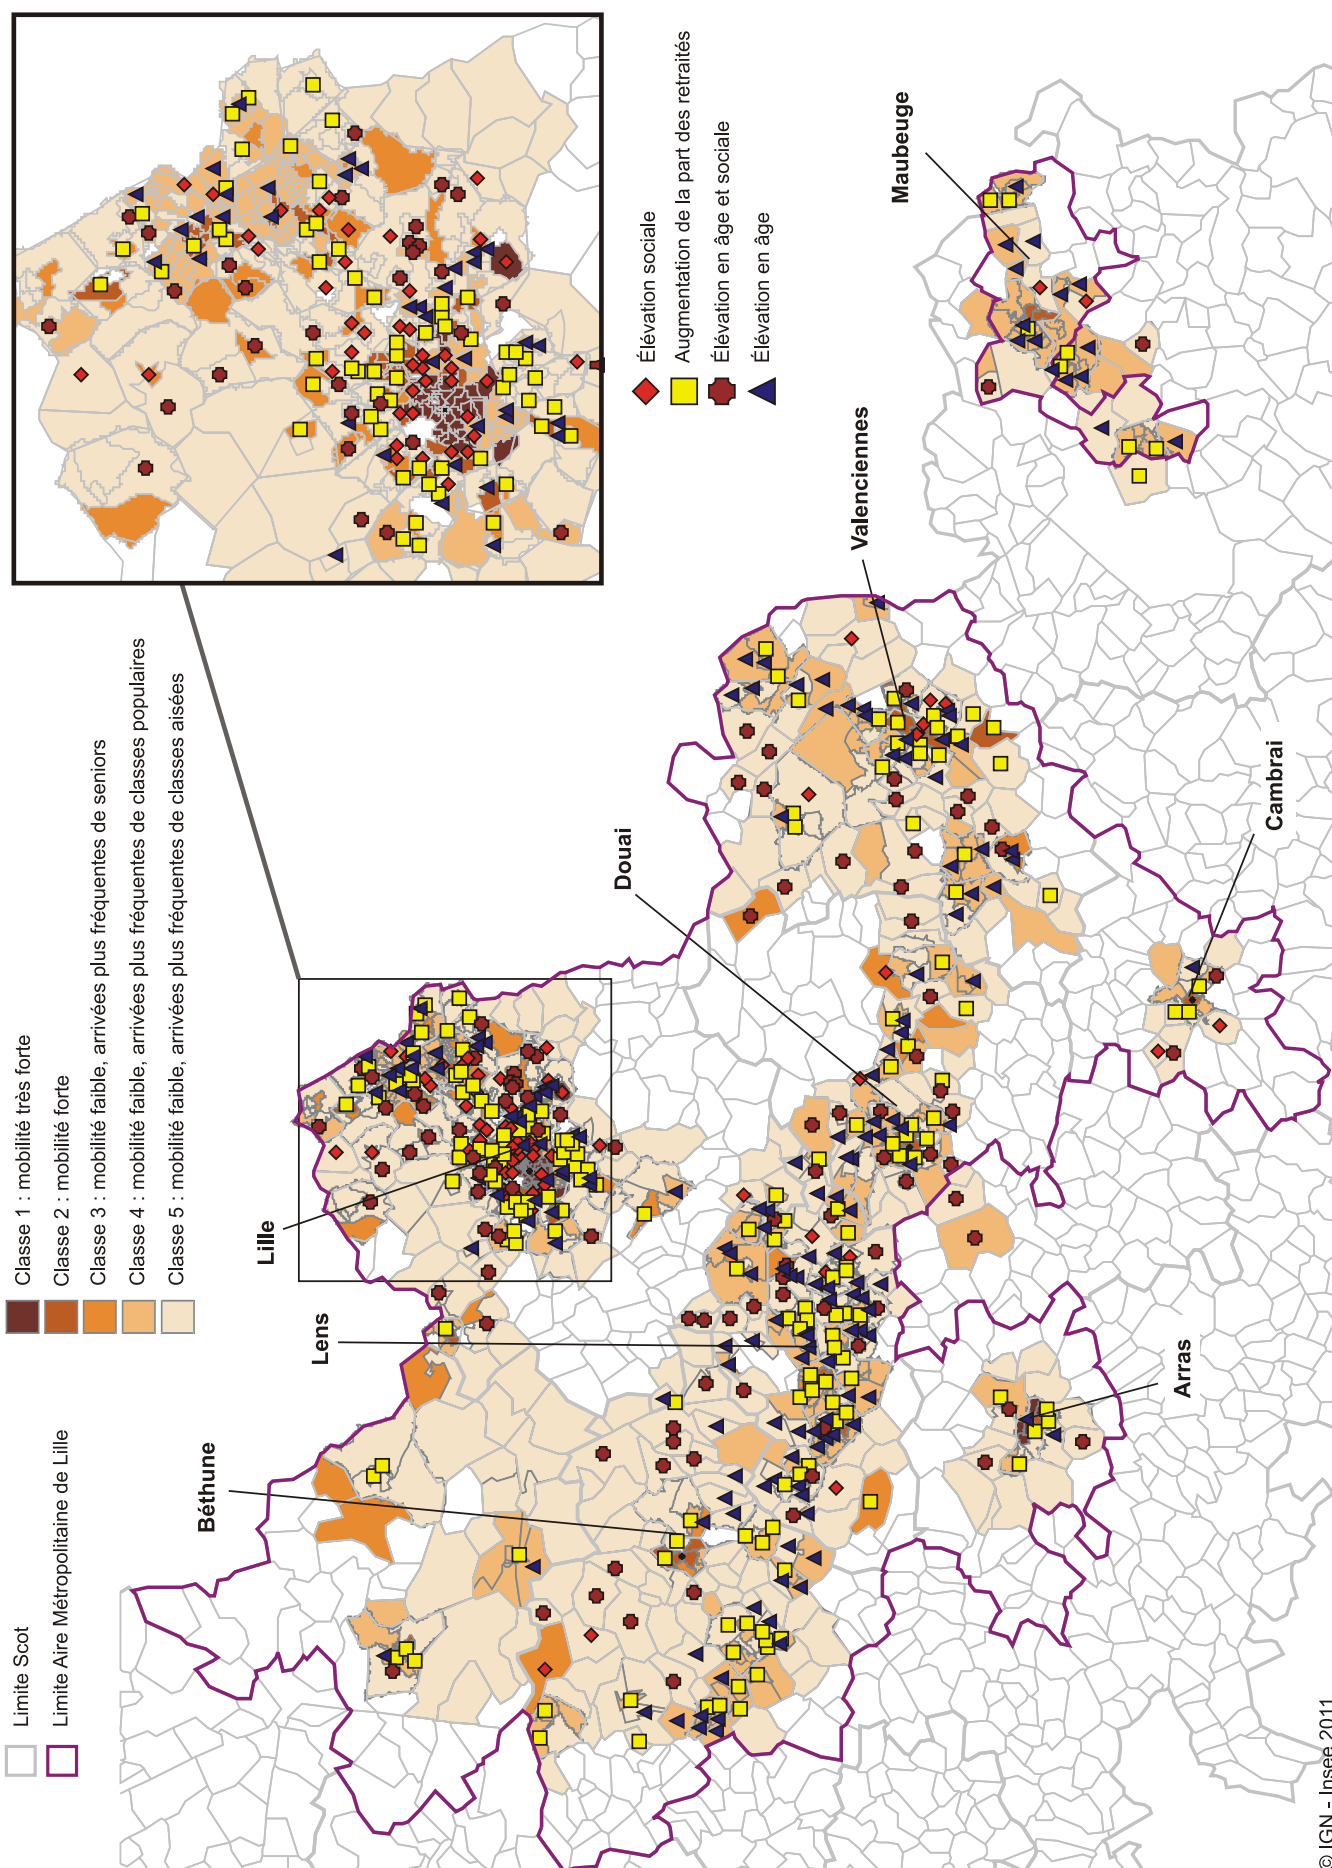 Limite Scot
Limite Aire Métropolitaine de Lille
Classe 1 : mobilité très forte
Classe 2 : mobilité forte
Classe 3 : mobilité faible, arrivées plus fréquentes de seniors
Classe 4 : mobilité faible, arrivées plus fréquentes de classes populaires
Classe 5 : mobilité faible, arrivées plus fréquentes de classes aisées
Élévation sociale
Augmentation de la part des retraités
Élévation en âge et sociale
Élévation en âge
Béthune
Lens
Lille
Douai
Valenciennes
Maubeuge
Arras
Cambrai
© IGN - Insee 2011